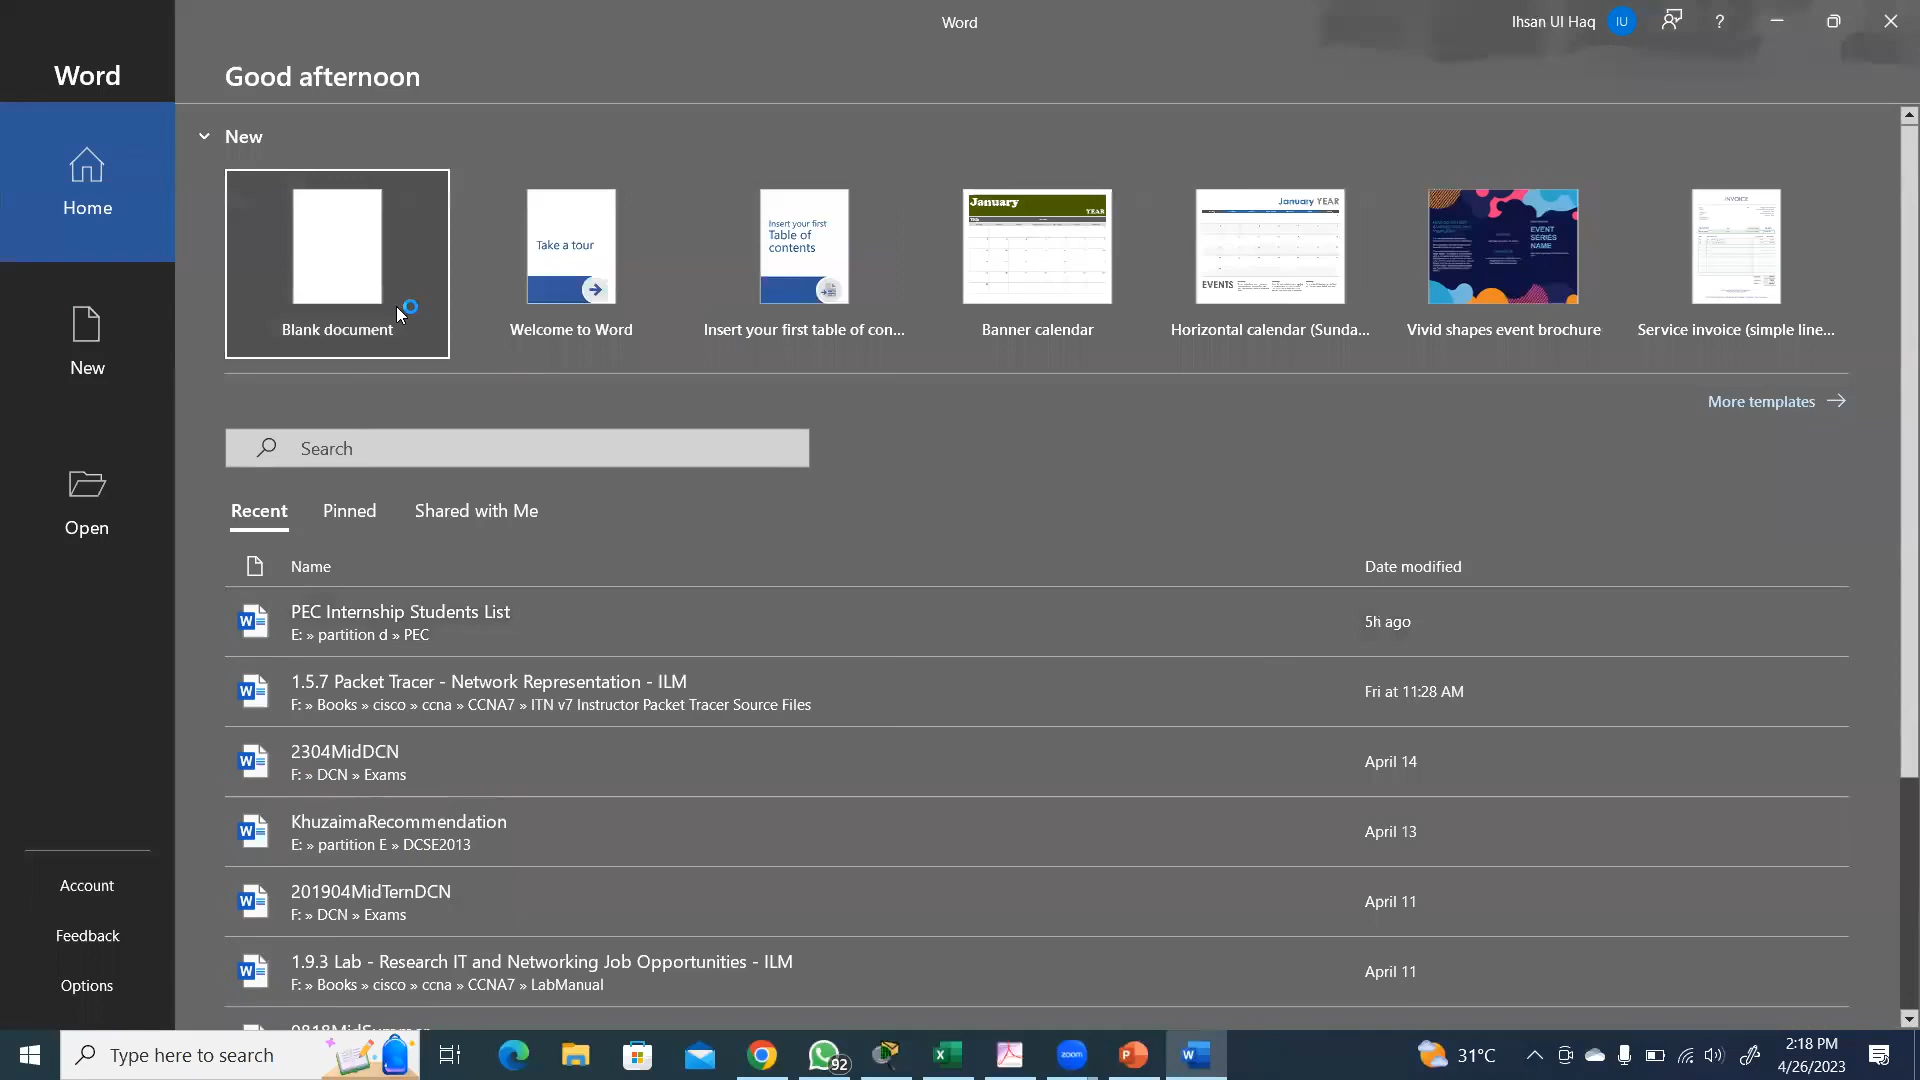 Word
Ihsan Ul Haq
IU
?
Word
Good afternoon
Home
New
Open
Account
Feedback
Options
New
Take a tour
Insert your first
Table of
contents
January
YEAR
January YEAR
EVENTS
EVENT
SERIES
NAME
INVOICE
Blank document
Welcome to Word
Insert your first table of con...
Banner calendar
Horizontal calendar (Sunda...
Vivid shapes event brochure
Service invoice (simple line...
More templates
Search
Recent
Pinned
Shared with Me
Name
Date modified
PEC Internship Students List
E: » partition d » PEC
5h ago
1.5.7 Packet Tracer - Network Representation - ILM
F: » Books » cisco » ccna » CCNA7 » ITN v7 Instructor Packet Tracer Source Files
Fri at 11:28 AM
2304MidDCN
F: » DCN » Exams
April 14
KhuzaimaRecommendation
E: » partition E » DCSE2013
April 13
201904MidTernDCN
F: » DCN » Exams
April 11
1.9.3 Lab - Research IT and Networking Job Opportunities - ILM
F: » Books » cisco » ccna » CCNA7 » LabManual
April 11
Type here to search
92
zoom
31°C
2:18 PM
4/26/2023